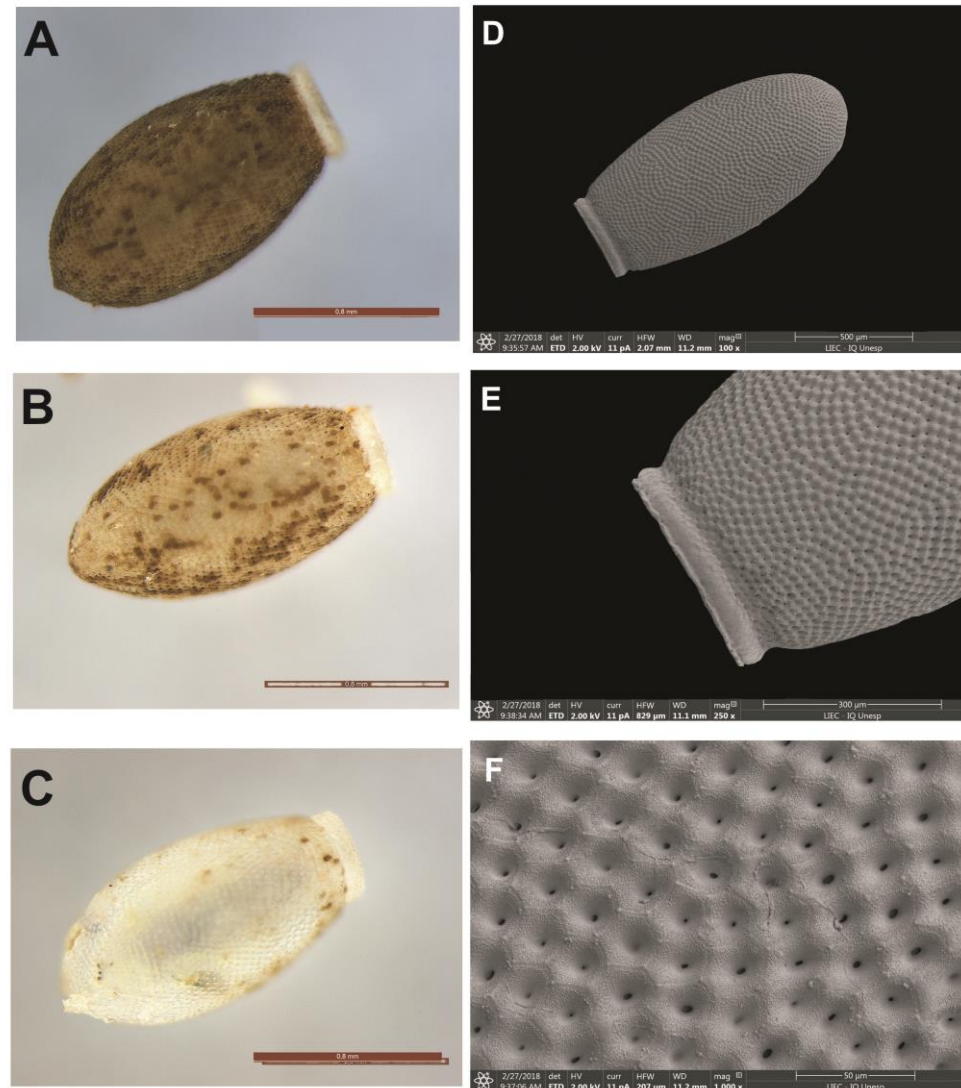 A
0,8 mm
B
C
0,8 mm
D
2/27/2018 det HV curr HFW WD mag 500 µm
9:35:57 AM ETD 2.00 kV 11 pA 2.07 mm 11.2 mm 100 x LIEC - IQ Unesp
E
2/27/2018 det HV curr HFW WD mag 300 µm
9:38:34 AM ETD 2.00 kV 11 pA 829 µm 11.1 mm 250 x LIEC - IQ Unesp
F
2/27/2018 det HV curr HFW WD mag 50 µm
9:37:06 AM ETD 2.00 kV 11 pA 207 µm 11.2 mm 1,000 x LIEC - IQ Unesp